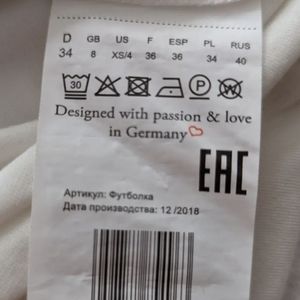 D GB US F ESP PL RUS
34 8 XS/4 36 36 34 40
30
P W
Designed with passion & love
in Germany
EAC
Артикул: Футболка
Дата производства: 12 /2018